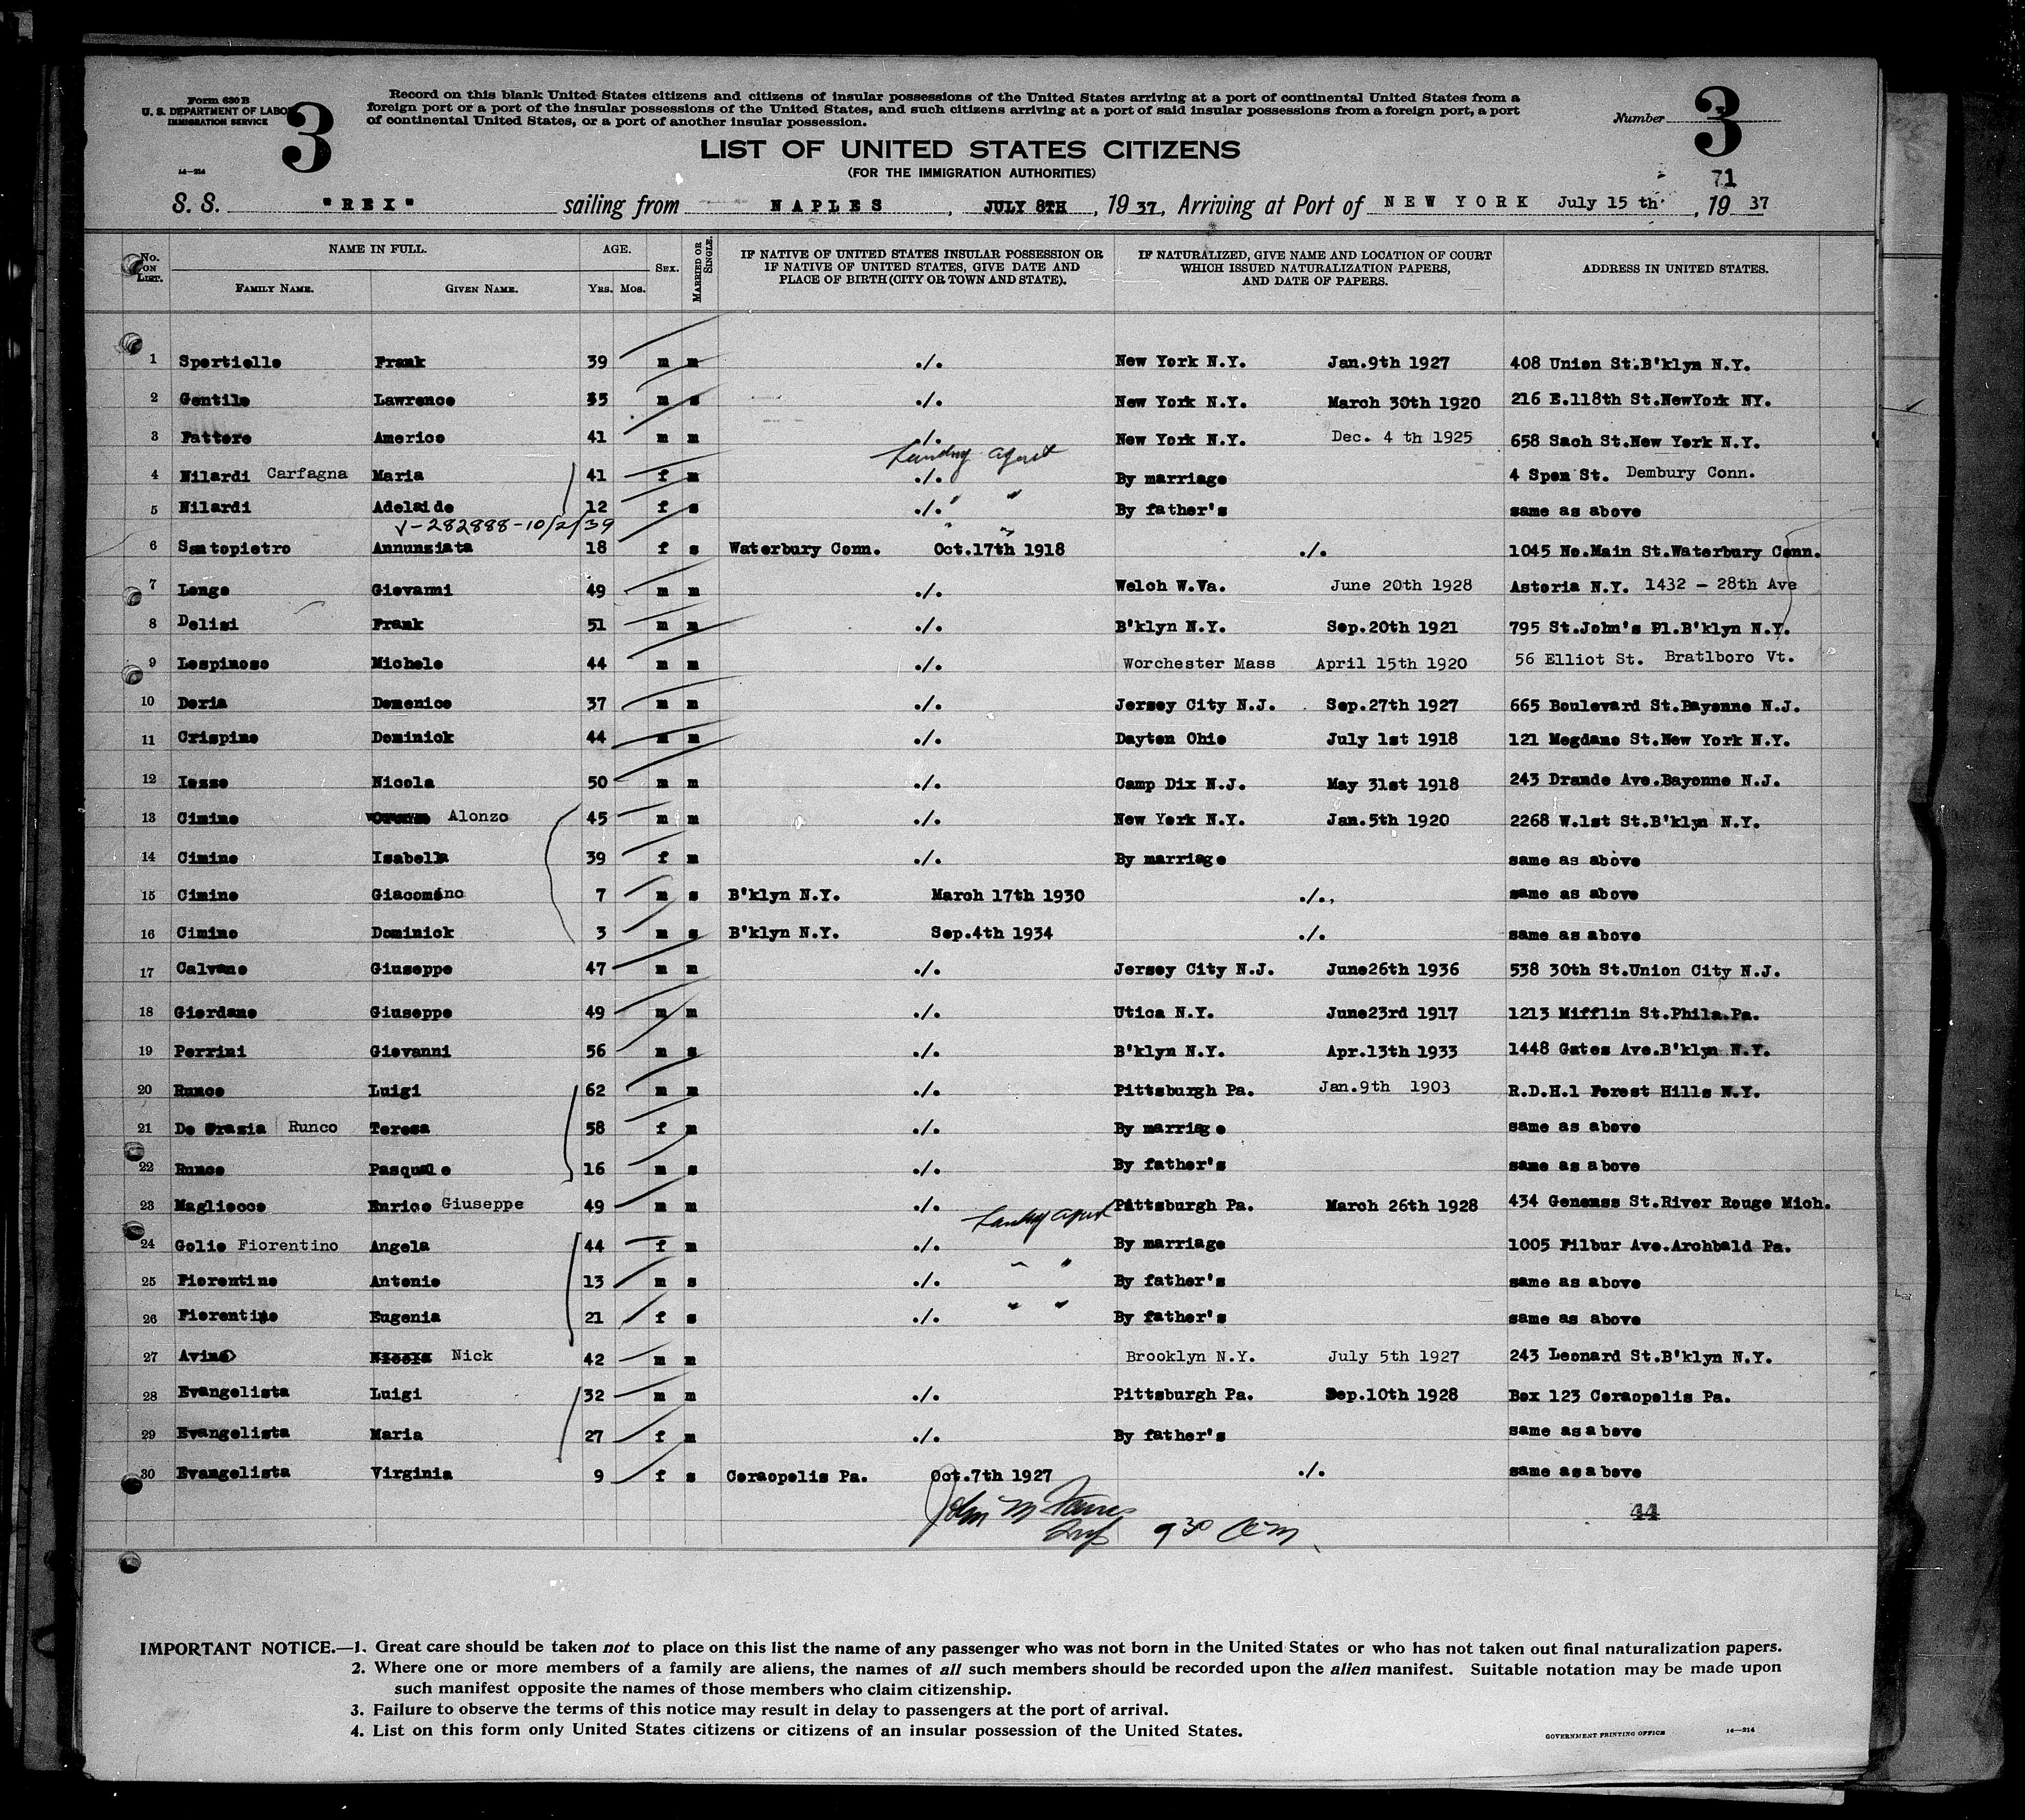 Form 630 B
U. S. DEPARTMENT OF LABOR
IMMIGRATION SERVICE
3
14—214
Record on this blank United States citizens and citizens of insular possessions of the United States arriving at a port of continental United States from a
foreign port or a port of the insular possessions of the United States, and such citizens arriving at a port of said insular possessions from a foreign port, a port
of continental United States, or a port of another insular possession.
Number 3
71
LIST OF UNITED STATES CITIZENS
(FOR THE IMMIGRATION AUTHORITIES)
S. S. "REX" sailing from NAPLES, JULY 8TH, 1937, Arriving at Port of NEW YORK July 15 th, 1937
No. ON LIST. NAME IN FULL. FAMILY NAME. GIVEN NAME. AGE. YRS. MOS. SEX. MARRIED OR SINGLE. IF NATIVE OF UNITED STATES INSULAR POSSESSION OR IF NATIVE OF UNITED STATES, GIVE DATE AND PLACE OF BIRTH (CITY OR TOWN AND STATE). IF NATURALIZED, GIVE NAME AND LOCATION OF COURT WHICH ISSUED NATURALIZATION PAPERS, AND DATE OF PAPERS. ADDRESS IN UNITED STATES.
1 Sportiello Frank 39 m m ./. New York N.Y. Jan.9th 1927 408 Union St.B'klyn N.Y.
2 Gentile Lawrence 35 m s ./. New York N.Y. March 30th 1920 216 E.118th St.NewYork NY.
3 Fattore Americo 41 m m ./. New York N.Y. Dec. 4 th 1925 658 Sach St.New York N.Y.
4 Nilardi Carfagna Maria 41 f m ./. By marriage 4 Spen St. Dembury Conn.
5 Nilardi Adelaide 12 f s ./. " " By father's same as above
V-282888-10/2/39
6 Santopietro Annunziata 18 f s Waterbury Conn. Oct.17th 1918 ./. 1045 No.Main St.Waterbury Conn.
7 Longo Giovanni 49 m m ./. Welch W.Va. June 20th 1928 Astoria N.Y. 1432 - 28th Ave
8 Delisi Frank 51 m m ./. B'klyn N.Y. Sep.20th 1921 795 St.John's Pl.B'klyn N.Y.
9 Lospinoso Michele 44 m m ./. Worchester Mass April 15th 1920 56 Elliot St. Bratlboro Vt.
10 Doria Domenico 37 m m ./. Jersey City N.J. Sep.27th 1927 665 Boulevard St.Bayonne N.J.
11 Crispino Dominick 44 m m ./. Dayton Ohio July 1st 1918 121 Megdano St.New York N.Y.
12 Iezzo Nicola 50 m m ./. Camp Dix N.J. May 31st 1918 243 Drande Ave.Bayonne N.J.
13 Cimino Alonzo 45 m m ./. New York N.Y. Jan.5th 1920 2268 W.1st St.B'klyn N.Y.
14 Cimino Isabella 39 f m ./. By marriage same as above
15 Cimino Giacomino 7 m s B'klyn N.Y. March 17th 1930 ./., same as above
16 Cimino Dominick 3 m s B'klyn N.Y. Sep.4th 1934 ./. same as above
17 Calvano Giuseppe 47 m m ./. Jersey City N.J. June26th 1936 538 30th St.Union City N.J.
18 Giordano Giuseppe 49 m m ./. Utica N.Y. June23rd 1917 1213 Mifflin St.Phila.Pa.
19 Perrini Giovanni 56 m s ./. B'klyn N.Y. Apr.13th 1933 1448 Gates Ave.B'klyn N.Y.
20 Runco Luigi 62 m m ./. Pittsburgh Pa. Jan.9th 1903 R.D.H.1 Forest Hills N.Y.
21 De Grazia Runco Teresa 58 f m ./. By marriage same as above
22 Runco Pasquale 16 m s ./. By father's same as above
23 Magliocco Enrico Giuseppe 49 m m ./. Pittsburgh Pa. March 26th 1928 434 Genesss St.River Rouge Mich.
24 Golio Fiorentino Angela 44 f m ./. By marriage 1005 Filbur Ave.Archbald Pa.
25 Fiorentino Antonio 13 m s ./. " " By father's same as above
26 Fiorentino Eugenia 21 f s ./. " " By father's same as above
27 Avino Nicola Nick 42 m m Brooklyn N.Y. July 5th 1927 243 Leonard St.B'klyn N.Y.
28 Evangelista Luigi 32 m m ./. Pittsburgh Pa. Sep.10th 1928 Box 123 Coraopolis Pa.
29 Evangelista Maria 27 f m ./. By father's same as above
30 Evangelista Virginia 9 f s Coraopolis Pa. Oct.7th 1927 ./. same as above
John M
9 30 am
44
IMPORTANT NOTICE.—1. Great care should be taken not to place on this list the name of any passenger who was not born in the United States or who has not taken out final naturalization papers.
2. Where one or more members of a family are aliens, the names of all such members should be recorded upon the alien manifest. Suitable notation may be made upon
such manifest opposite the names of those members who claim citizenship.
3. Failure to observe the terms of this notice may result in delay to passengers at the port of arrival.
4. List on this form only United States citizens or citizens of an insular possession of the United States.
GOVERNMENT PRINTING OFFICE 14—214